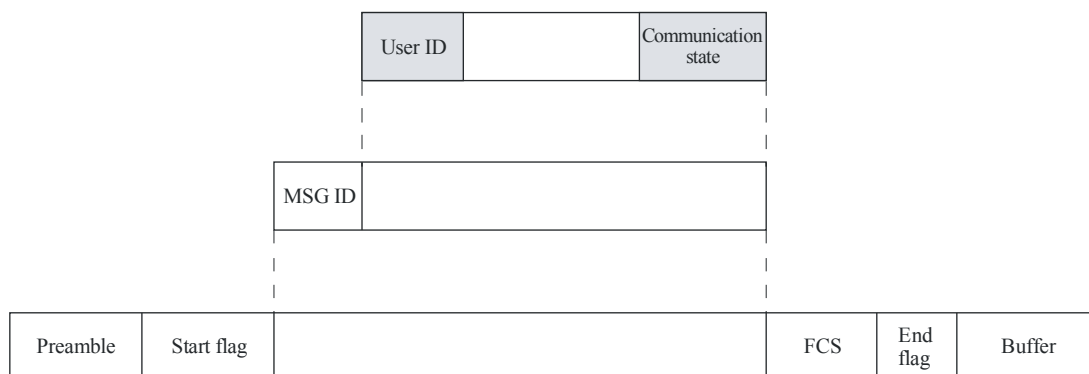 User ID
Communication
state
MSG ID
Preamble
Start flag
FCS
End
flag
Buffer